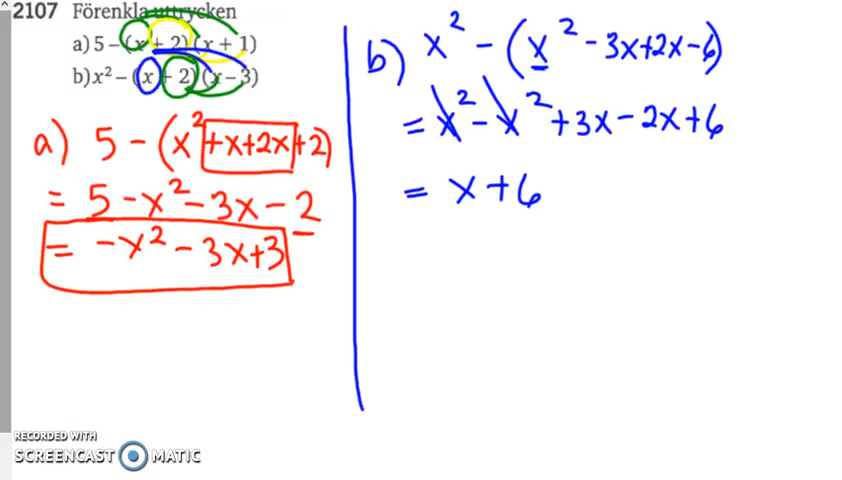 2107 Förenkla uttrycken
a) 5 – (x + 2)(x + 1)
b) x² – (x + 2)(x – 3)
a) 5 - (x² + x + 2x + 2)
= 5 - x² - 3x - 2
= -x² - 3x + 3
b) x² - (x² - 3x + 2x - 6)
= x² - x² + 3x - 2x + 6
= x + 6
RECORDED WITH
SCREENCAST MATIC